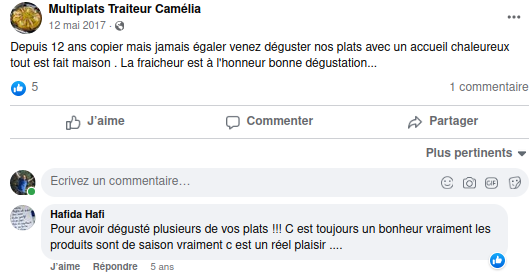 Multiplats Traiteur Camélia
12 mai 2017 ·
Depuis 12 ans copier mais jamais égaler venez déguster nos plats avec un accueil chaleureux
tout est fait maison . La fraicheur est à l'honneur bonne dégustation...
5
1 commentaire
J'aime
Commenter
Partager
Plus pertinents
Ecrivez un commentaire…
GIF
Hafida Hafi
Pour avoir dégusté plusieurs de vos plats !!! C est toujours un bonheur vraiment les
produits sont de saison vraiment c est un réel plaisir ....
J'aime Répondre 5 ans